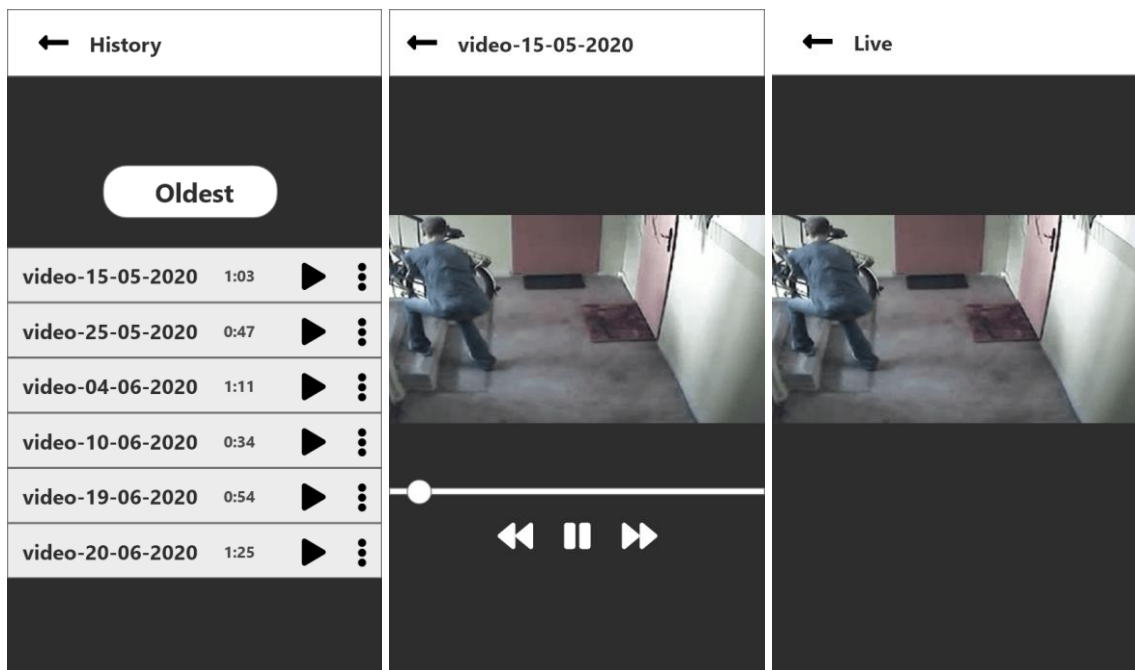 History
Oldest
video-15-05-2020 1:03
video-25-05-2020 0:47
video-04-06-2020 1:11
video-10-06-2020 0:34
video-19-06-2020 0:54
video-20-06-2020 1:25
video-15-05-2020
Live